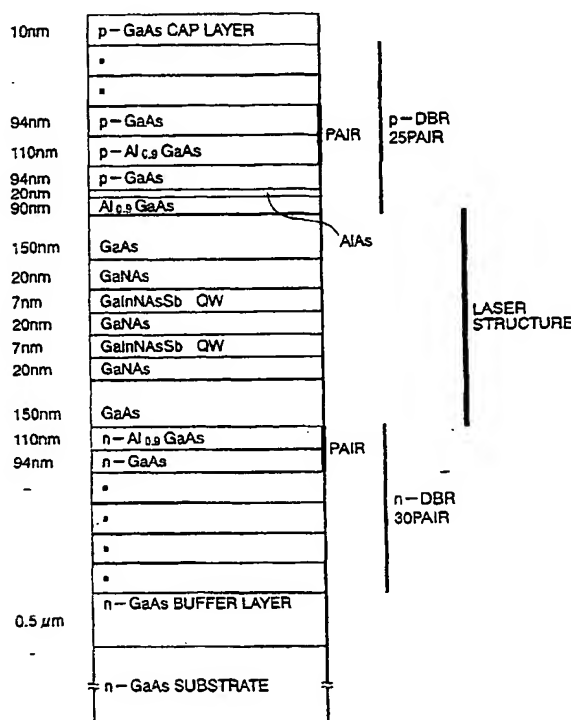 10nm p-GaAs CAP LAYER
94nm p-GaAs
110nm p-Al0.9GaAs
PAIR
p-DBR
25PAIR
94nm p-GaAs
20nm
90nm Al0.9GaAs
AlAs
150nm GaAs
20nm GaNAs
7nm GaInNAsSb QW
20nm GaNAs
7nm GaInNAsSb QW
20nm GaNAs
LASER
STRUCTURE
150nm GaAs
110nm n-Al0.9GaAs
94nm n-GaAs
PAIR
n-DBR
30PAIR
n-GaAs BUFFER LAYER
0.5 μm
n-GaAs SUBSTRATE